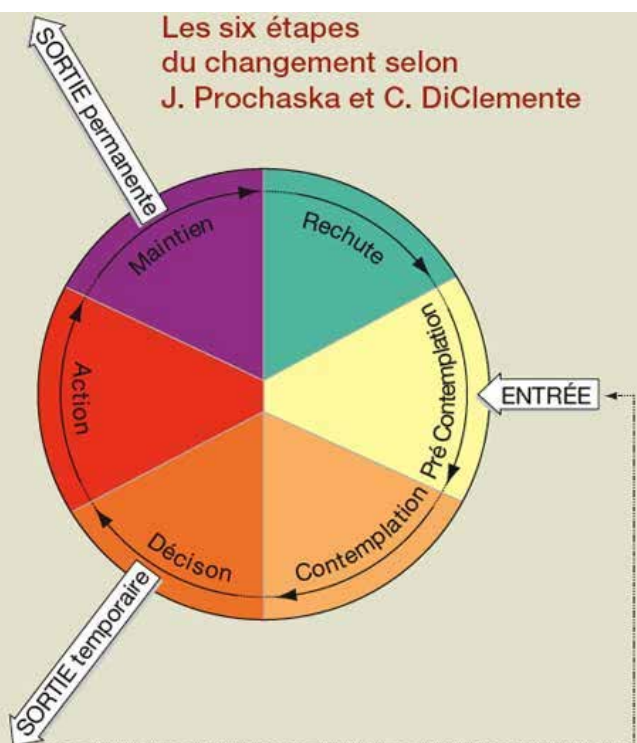 Les six étapes
du changement selon
J. Prochaska et C. DiClemente
SORTIE permanente
Maintien
Rechute
Pré Contemplation
ENTRÉE
Action
Contemplation
Décison
SORTIE temporaire